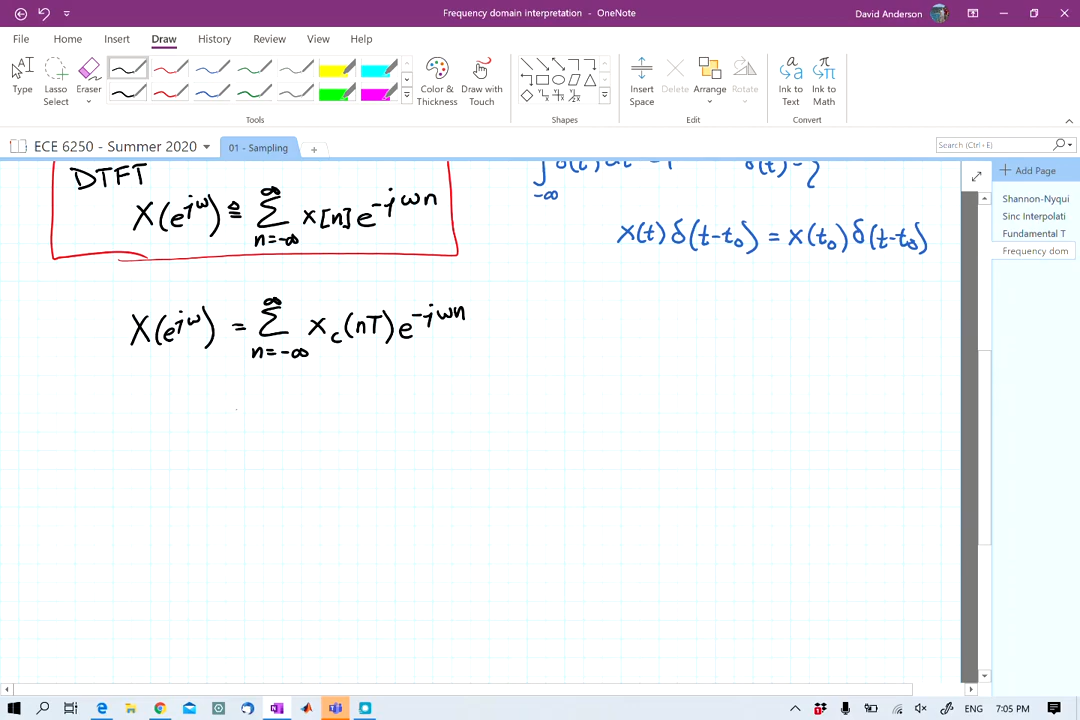 Frequency domain interpretation - OneNote
David Anderson
File Home Insert Draw History Review View Help
Type
Lasso Select
Eraser
Color & Thickness
Draw with Touch
Insert Space
Delete
Arrange
Rotate
Ink to Text
Ink to Math
Tools
Shapes
Edit
Convert
ECE 6250 - Summer 2020
01 - Sampling
Search (Ctrl+E)
Add Page
Shannon-Nyqui
Sinc Interpolati
Fundamental T
Frequency dom
DTFT
X(e^{jω}) ≜ ∑_{n=-∞}^{∞} x[n] e^{-jωn}
x(t) δ(t-t₀) = x(t₀) δ(t-t₀)
X(e^{jω}) = ∑_{n=-∞}^{∞} x_c(nT) e^{-jωn}
ENG 7:05 PM